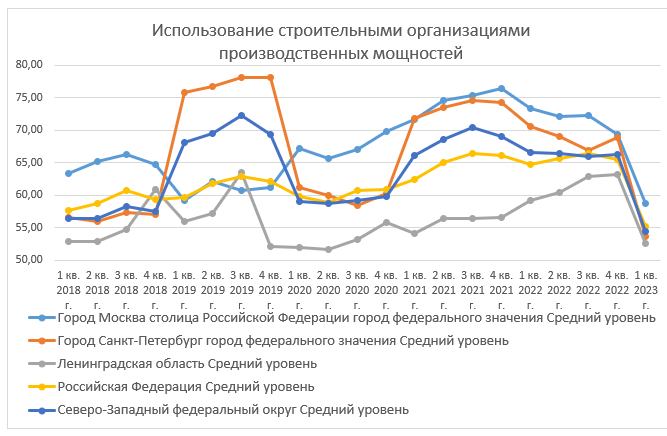 Использование строительными организациями
производственных мощностей
80,00
75,00
70,00
65,00
60,00
55,00
50,00
1 кв. 2 кв. 3 кв. 4 кв. 1 кв. 2 кв. 3 кв. 4 кв. 1 кв. 2 кв. 3 кв. 4 кв. 1 кв. 2 кв. 3 кв. 4 кв. 1 кв. 2 кв. 3 кв. 4 кв. 1 кв.
2018 2018 2018 2018 2019 2019 2019 2019 2020 2020 2020 2020 2021 2021 2021 2021 2022 2022 2022 2022 2023
г. г. г. г. г. г. г. г. г. г. г. г. г. г. г. г. г. г. г. г. г.
Город Москва столица Российской Федерации город федерального значения Средний уровень
Город Санкт-Петербург город федерального значения Средний уровень
Ленинградская область Средний уровень
Российская Федерация Средний уровень
Северо-Западный федеральный округ Средний уровень